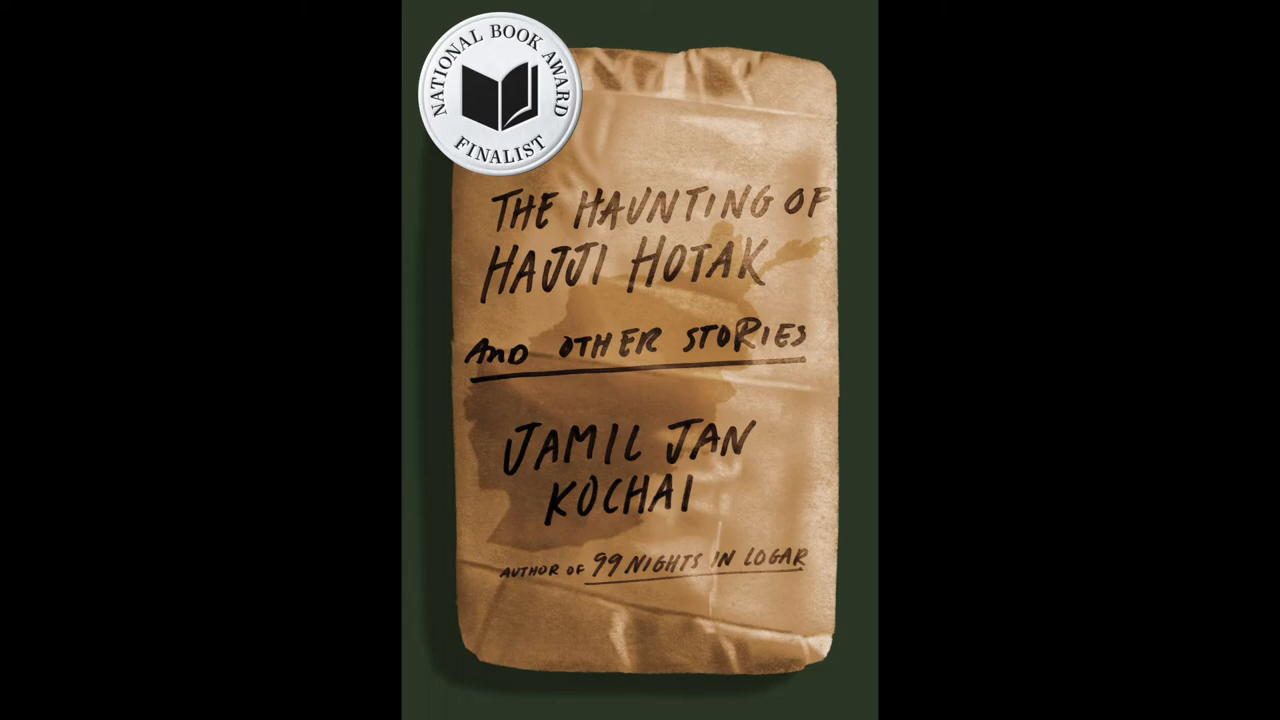 NATIONAL BOOK AWARD
FINALIST
THE HAUNTING OF
HAJJI HOTAK
AND OTHER STORIES
JAMIL JAN
KOCHAI
AUTHOR OF 99 NIGHTS IN LOGAR